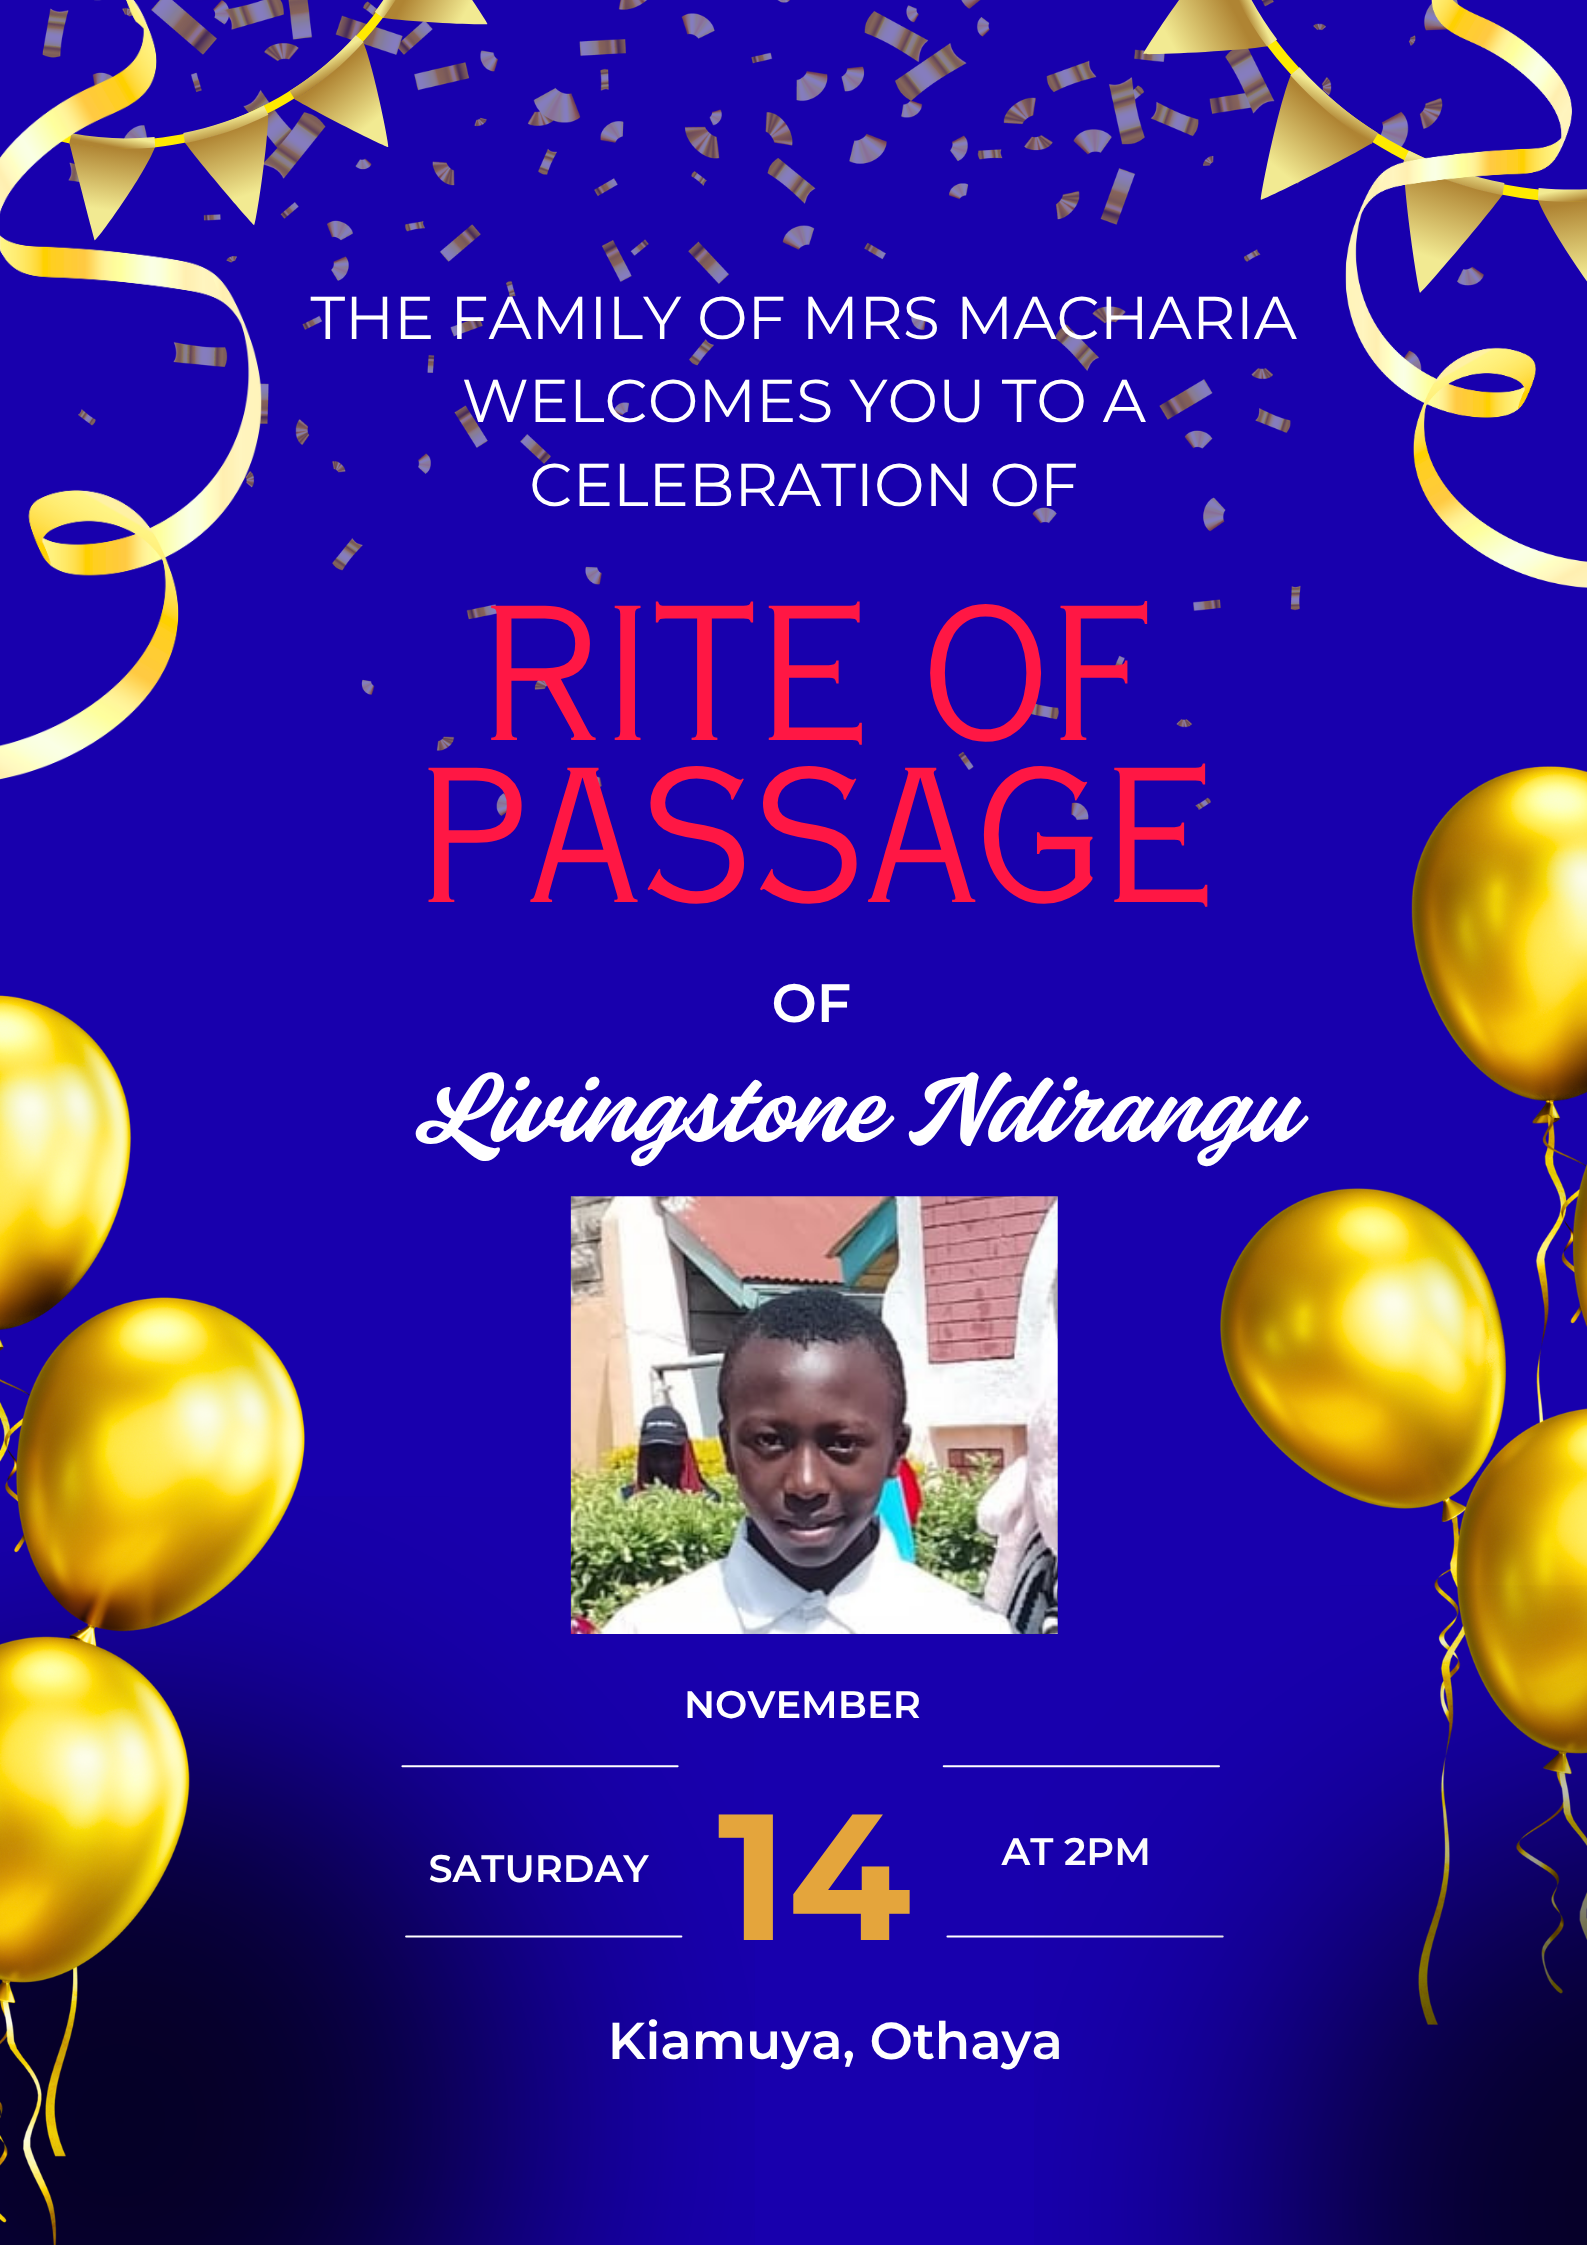 THE FAMILY OF MRS MACHARIA
WELCOMES YOU TO A
CELEBRATION OF
RITE OF
PASSAGE
OF
Livingstone Ndirangu
NOVEMBER
SATURDAY
14
AT 2PM
Kiamuya, Othaya